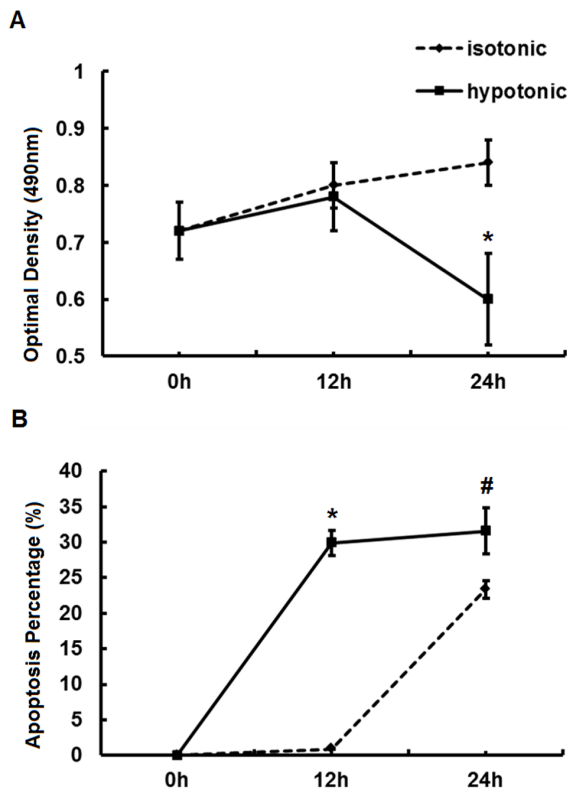 A
isotonic
hypotonic
Optimal Density (490nm)
1
0.9
0.8
0.7
0.6
0.5
*
0h 12h 24h
B
Apoptosis Percentage (%)
40
35
30
25
20
15
10
5
0
* #
0h 12h 24h